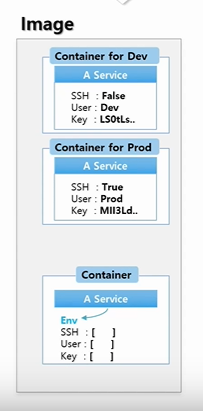 Image
Container for Dev
A Service
SSH : False
User : Dev
Key : LS0tLs..
Container for Prod
A Service
SSH : True
User : Prod
Key : MII3Ld..
Container
A Service
Env
SSH : [ ]
User : [ ]
Key : [ ]